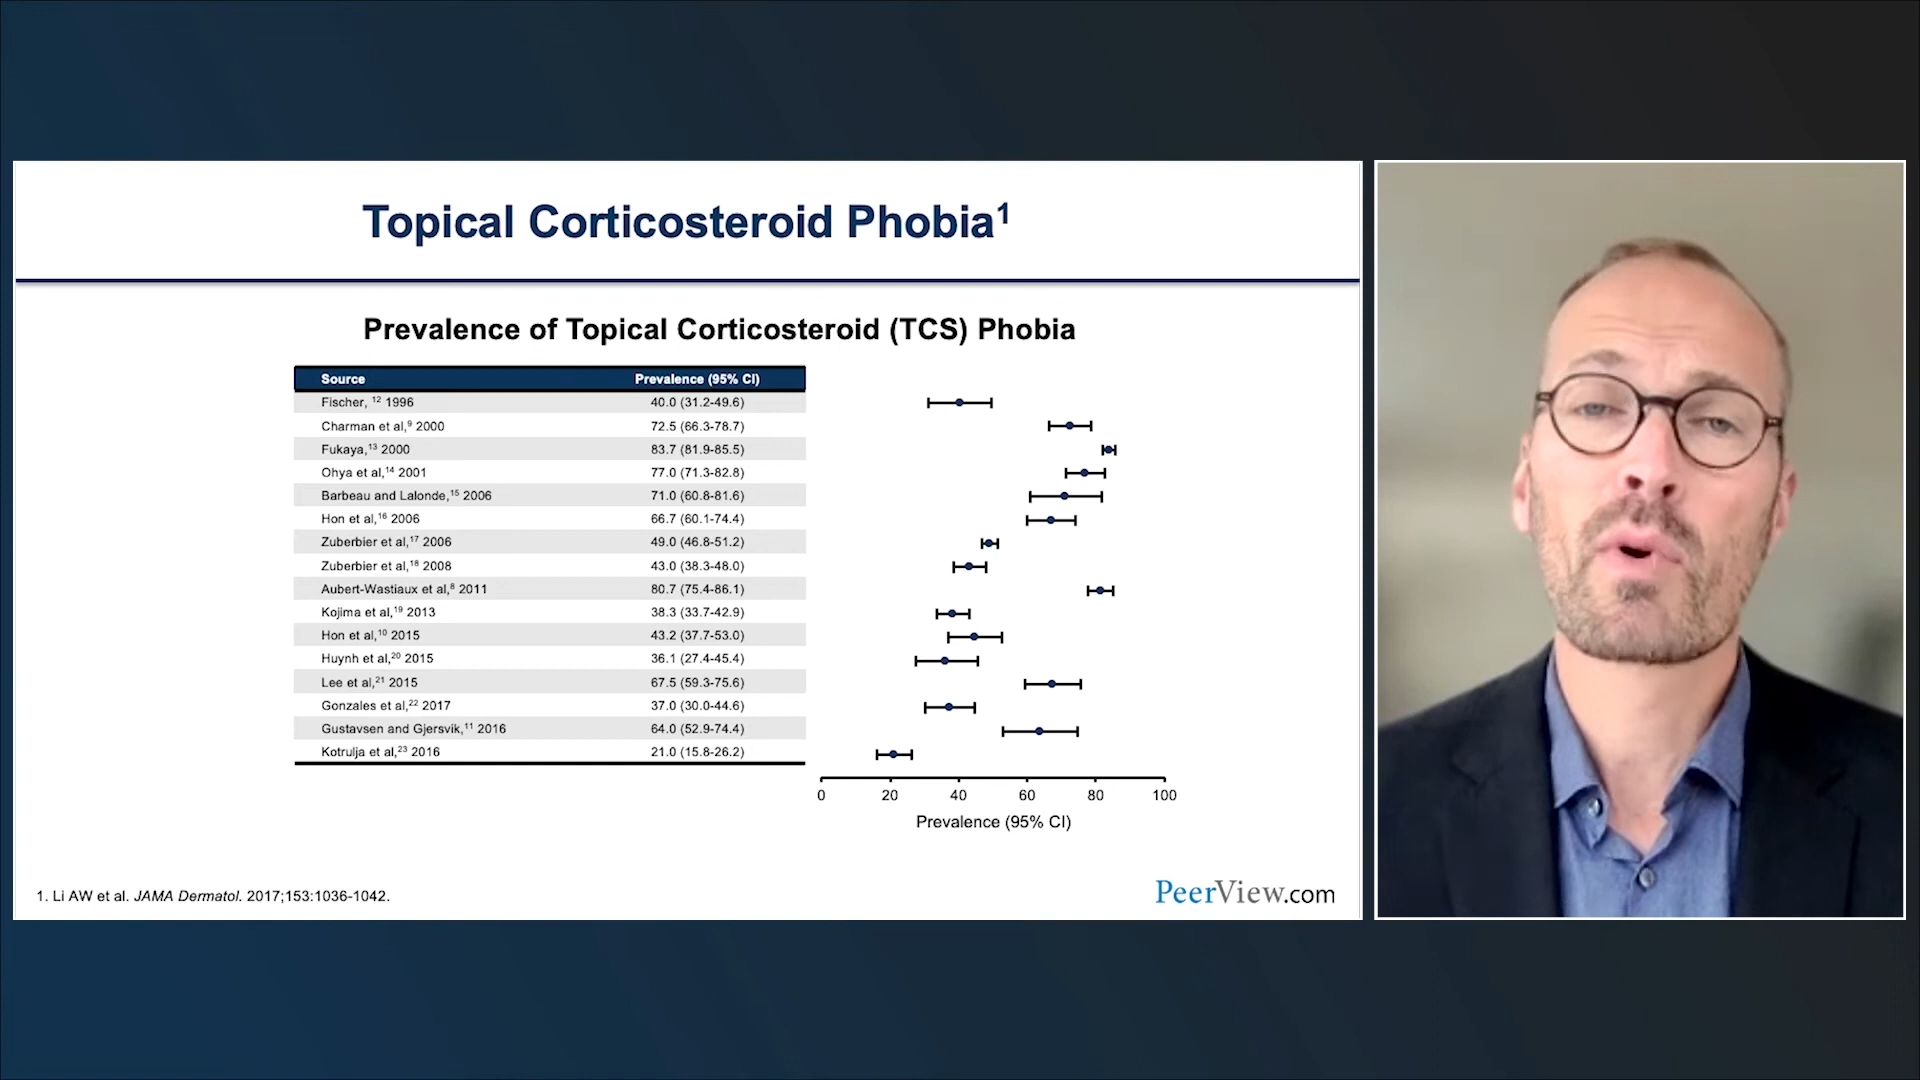 Topical Corticosteroid Phobia¹
Prevalence of Topical Corticosteroid (TCS) Phobia
Source Prevalence (95% CI)
Fischer, ¹² 1996 40.0 (31.2-49.6)
Charman et al,⁹ 2000 72.5 (66.3-78.7)
Fukaya,¹³ 2000 83.7 (81.9-85.5)
Ohya et al,¹⁴ 2001 77.0 (71.3-82.8)
Barbeau and Lalonde,¹⁵ 2006 71.0 (60.8-81.6)
Hon et al,¹⁶ 2006 66.7 (60.1-74.4)
Zuberbier et al,¹⁷ 2006 49.0 (46.8-51.2)
Zuberbier et al,¹⁸ 2008 43.0 (38.3-48.0)
Aubert-Wastiaux et al,⁸ 2011 80.7 (75.4-86.1)
Kojima et al,¹⁹ 2013 38.3 (33.7-42.9)
Hon et al,¹⁰ 2015 43.2 (37.7-53.0)
Huynh et al,²⁰ 2015 36.1 (27.4-45.4)
Lee et al,²¹ 2015 67.5 (59.3-75.6)
Gonzales et al,²² 2017 37.0 (30.0-44.6)
Gustavsen and Gjersvik,¹¹ 2016 64.0 (52.9-74.4)
Kotrulja et al,²³ 2016 21.0 (15.8-26.2)
0 20 40 60 80 100
Prevalence (95% CI)
1. Li AW et al. JAMA Dermatol. 2017;153:1036-1042.
PeerView.com